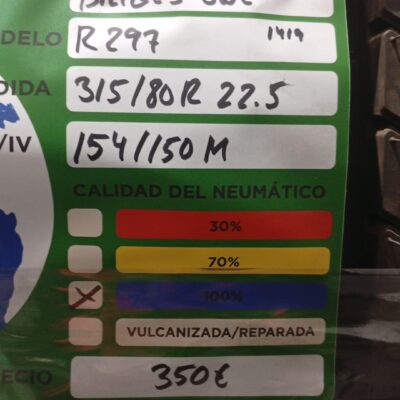 DELO R297 1419
DIDA 315/80R 22.5
/IV 154/150 M
CALIDAD DEL NEUMÁTICO
30%
70%
100%
VULCANIZADA/REPARADA
ECIO 350€